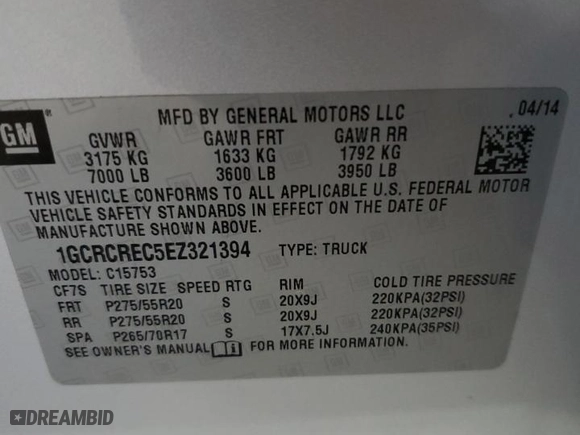 GM
MFD BY GENERAL MOTORS LLC 04/14
GVWR GAWR FRT GAWR RR
3175 KG 1633 KG 1792 KG
7000 LB 3600 LB 3950 LB
THIS VEHICLE CONFORMS TO ALL APPLICABLE U.S. FEDERAL MOTOR
VEHICLE SAFETY STANDARDS IN EFFECT ON THE DATE OF
MANUFACTURE SHOWN ABOVE.
1GCRCREC5EZ321394 TYPE: TRUCK
MODEL: C15753
CF7S TIRE SIZE SPEED RTG RIM COLD TIRE PRESSURE
FRT P275/55R20 S 20X9J 220KPA(32PSI)
RR P275/55R20 S 20X9J 220KPA(32PSI)
SPA P265/70R17 S 17X7.5J 240KPA(35PSI)
SEE OWNER'S MANUAL FOR MORE INFORMATION.
DREAMBID